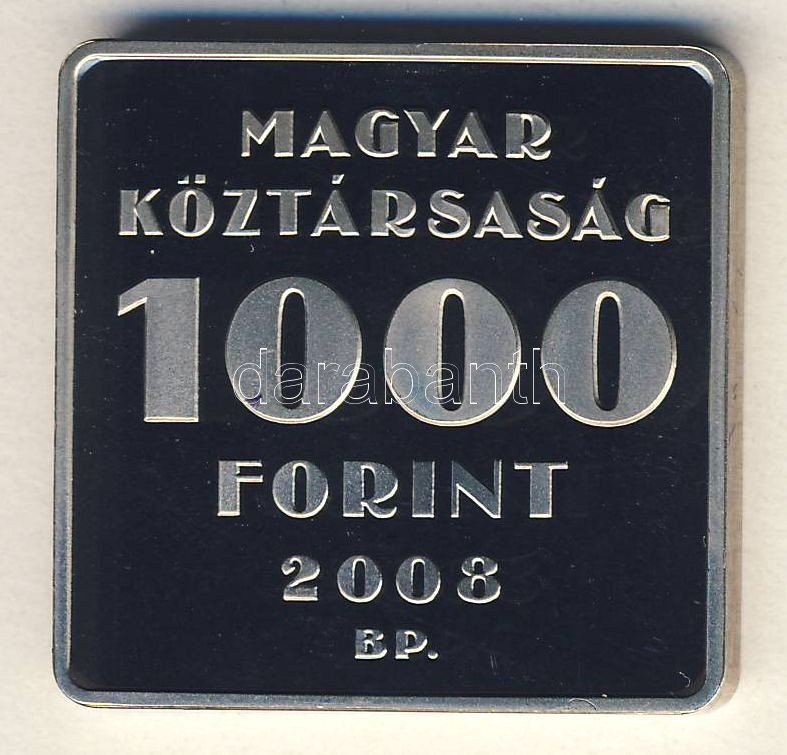 MAGYAR
KÖZTÁRSASÁG
1000
darabanth
FORINT
2008
BP.